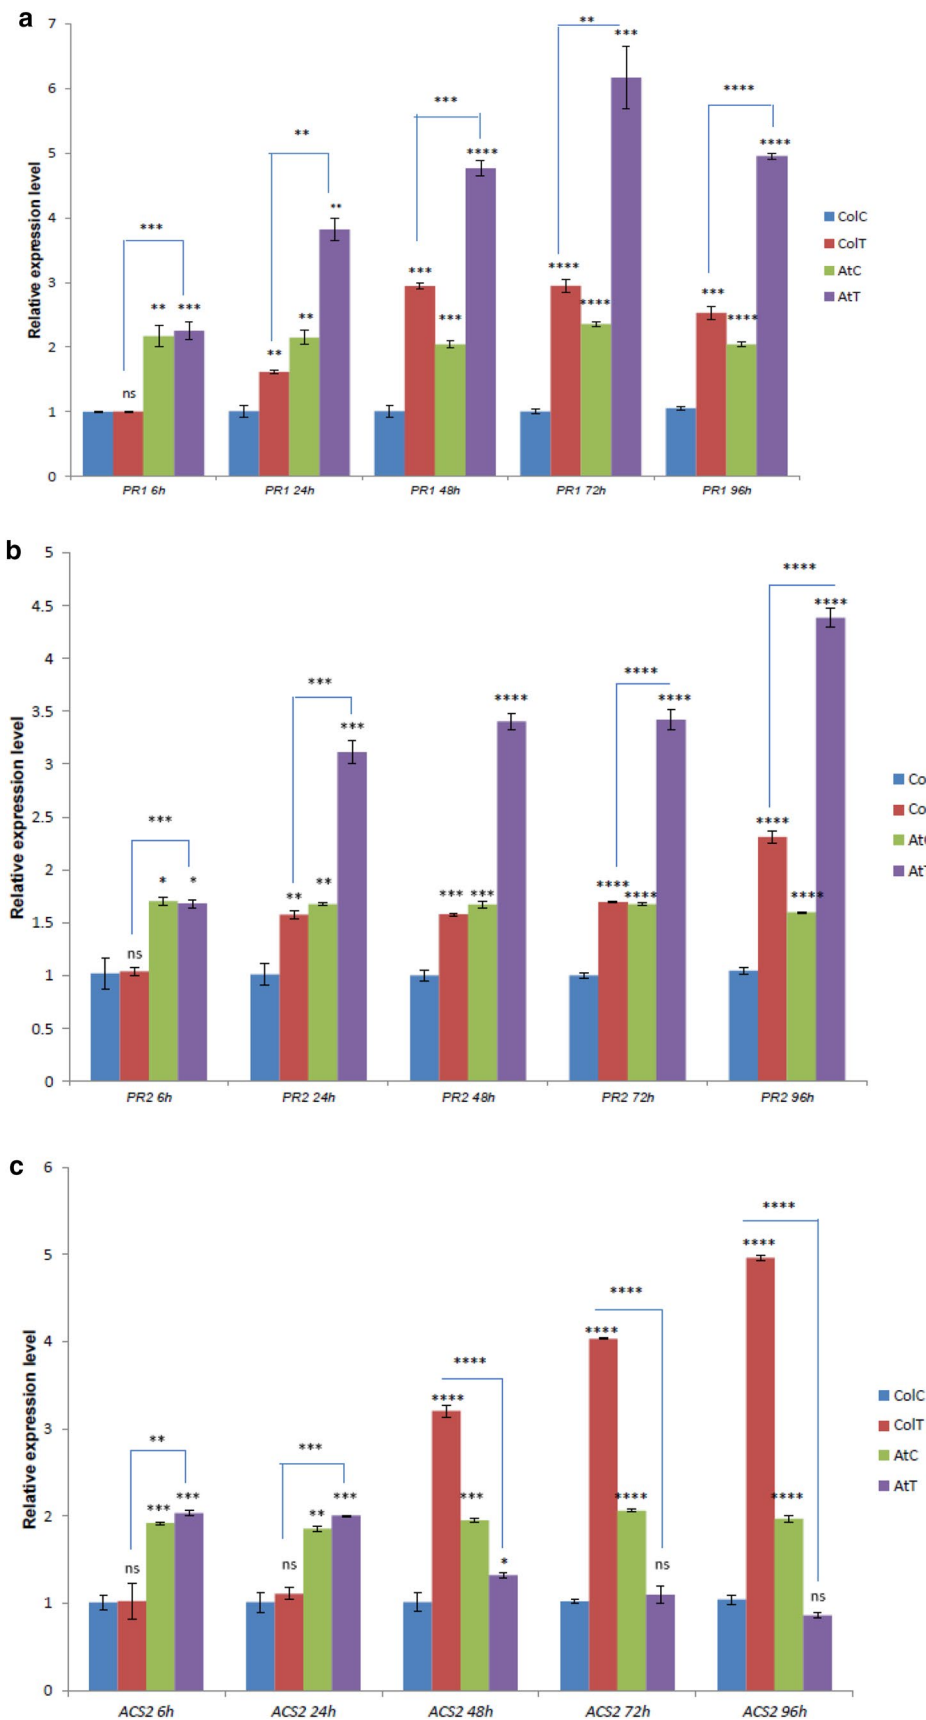 a
Relative expression level
7
6
5
4
3
2
1
0
***
ns
**
***
**
**
**
**
***
***
***
****
**
****
****
***
****
***
****
****
PR1 6h
PR1 24h
PR1 48h
PR1 72h
PR1 96h
ColC
ColT
AtC
AtT
b
Relative expression level
5
4.5
4
3.5
3
2.5
2
1.5
1
0.5
0
***
ns
*
*
***
**
**
***
***
***
****
****
****
****
****
****
****
****
****
PR2 6h
PR2 24h
PR2 48h
PR2 72h
PR2 96h
Co
Co
At
AT
c
Relative expression level
6
5
4
3
2
1
0
**
ns
***
***
***
ns
**
***
****
****
***
*
****
****
****
ns
****
****
****
ns
ACS2 6h
ACS2 24h
ACS2 48h
ACS2 72h
ACS2 96h
ColC
ColT
AtC
AtT